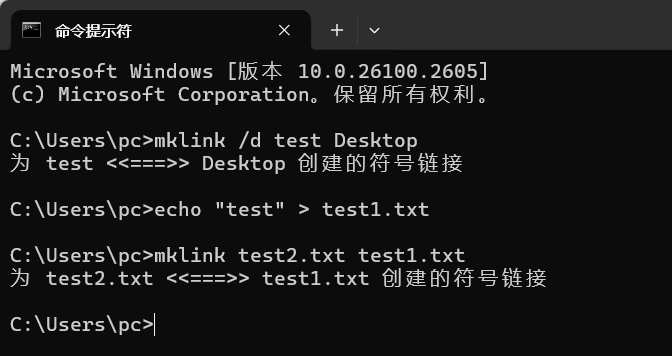 命令提示符
Microsoft Windows [版本 10.0.26100.2605]
(c) Microsoft Corporation。保留所有权利。
C:\Users\pc>mklink /d test Desktop
为 test <<===>> Desktop 创建的符号链接
C:\Users\pc>echo "test" > test1.txt
C:\Users\pc>mklink test2.txt test1.txt
为 test2.txt <<===>> test1.txt 创建的符号链接
C:\Users\pc>